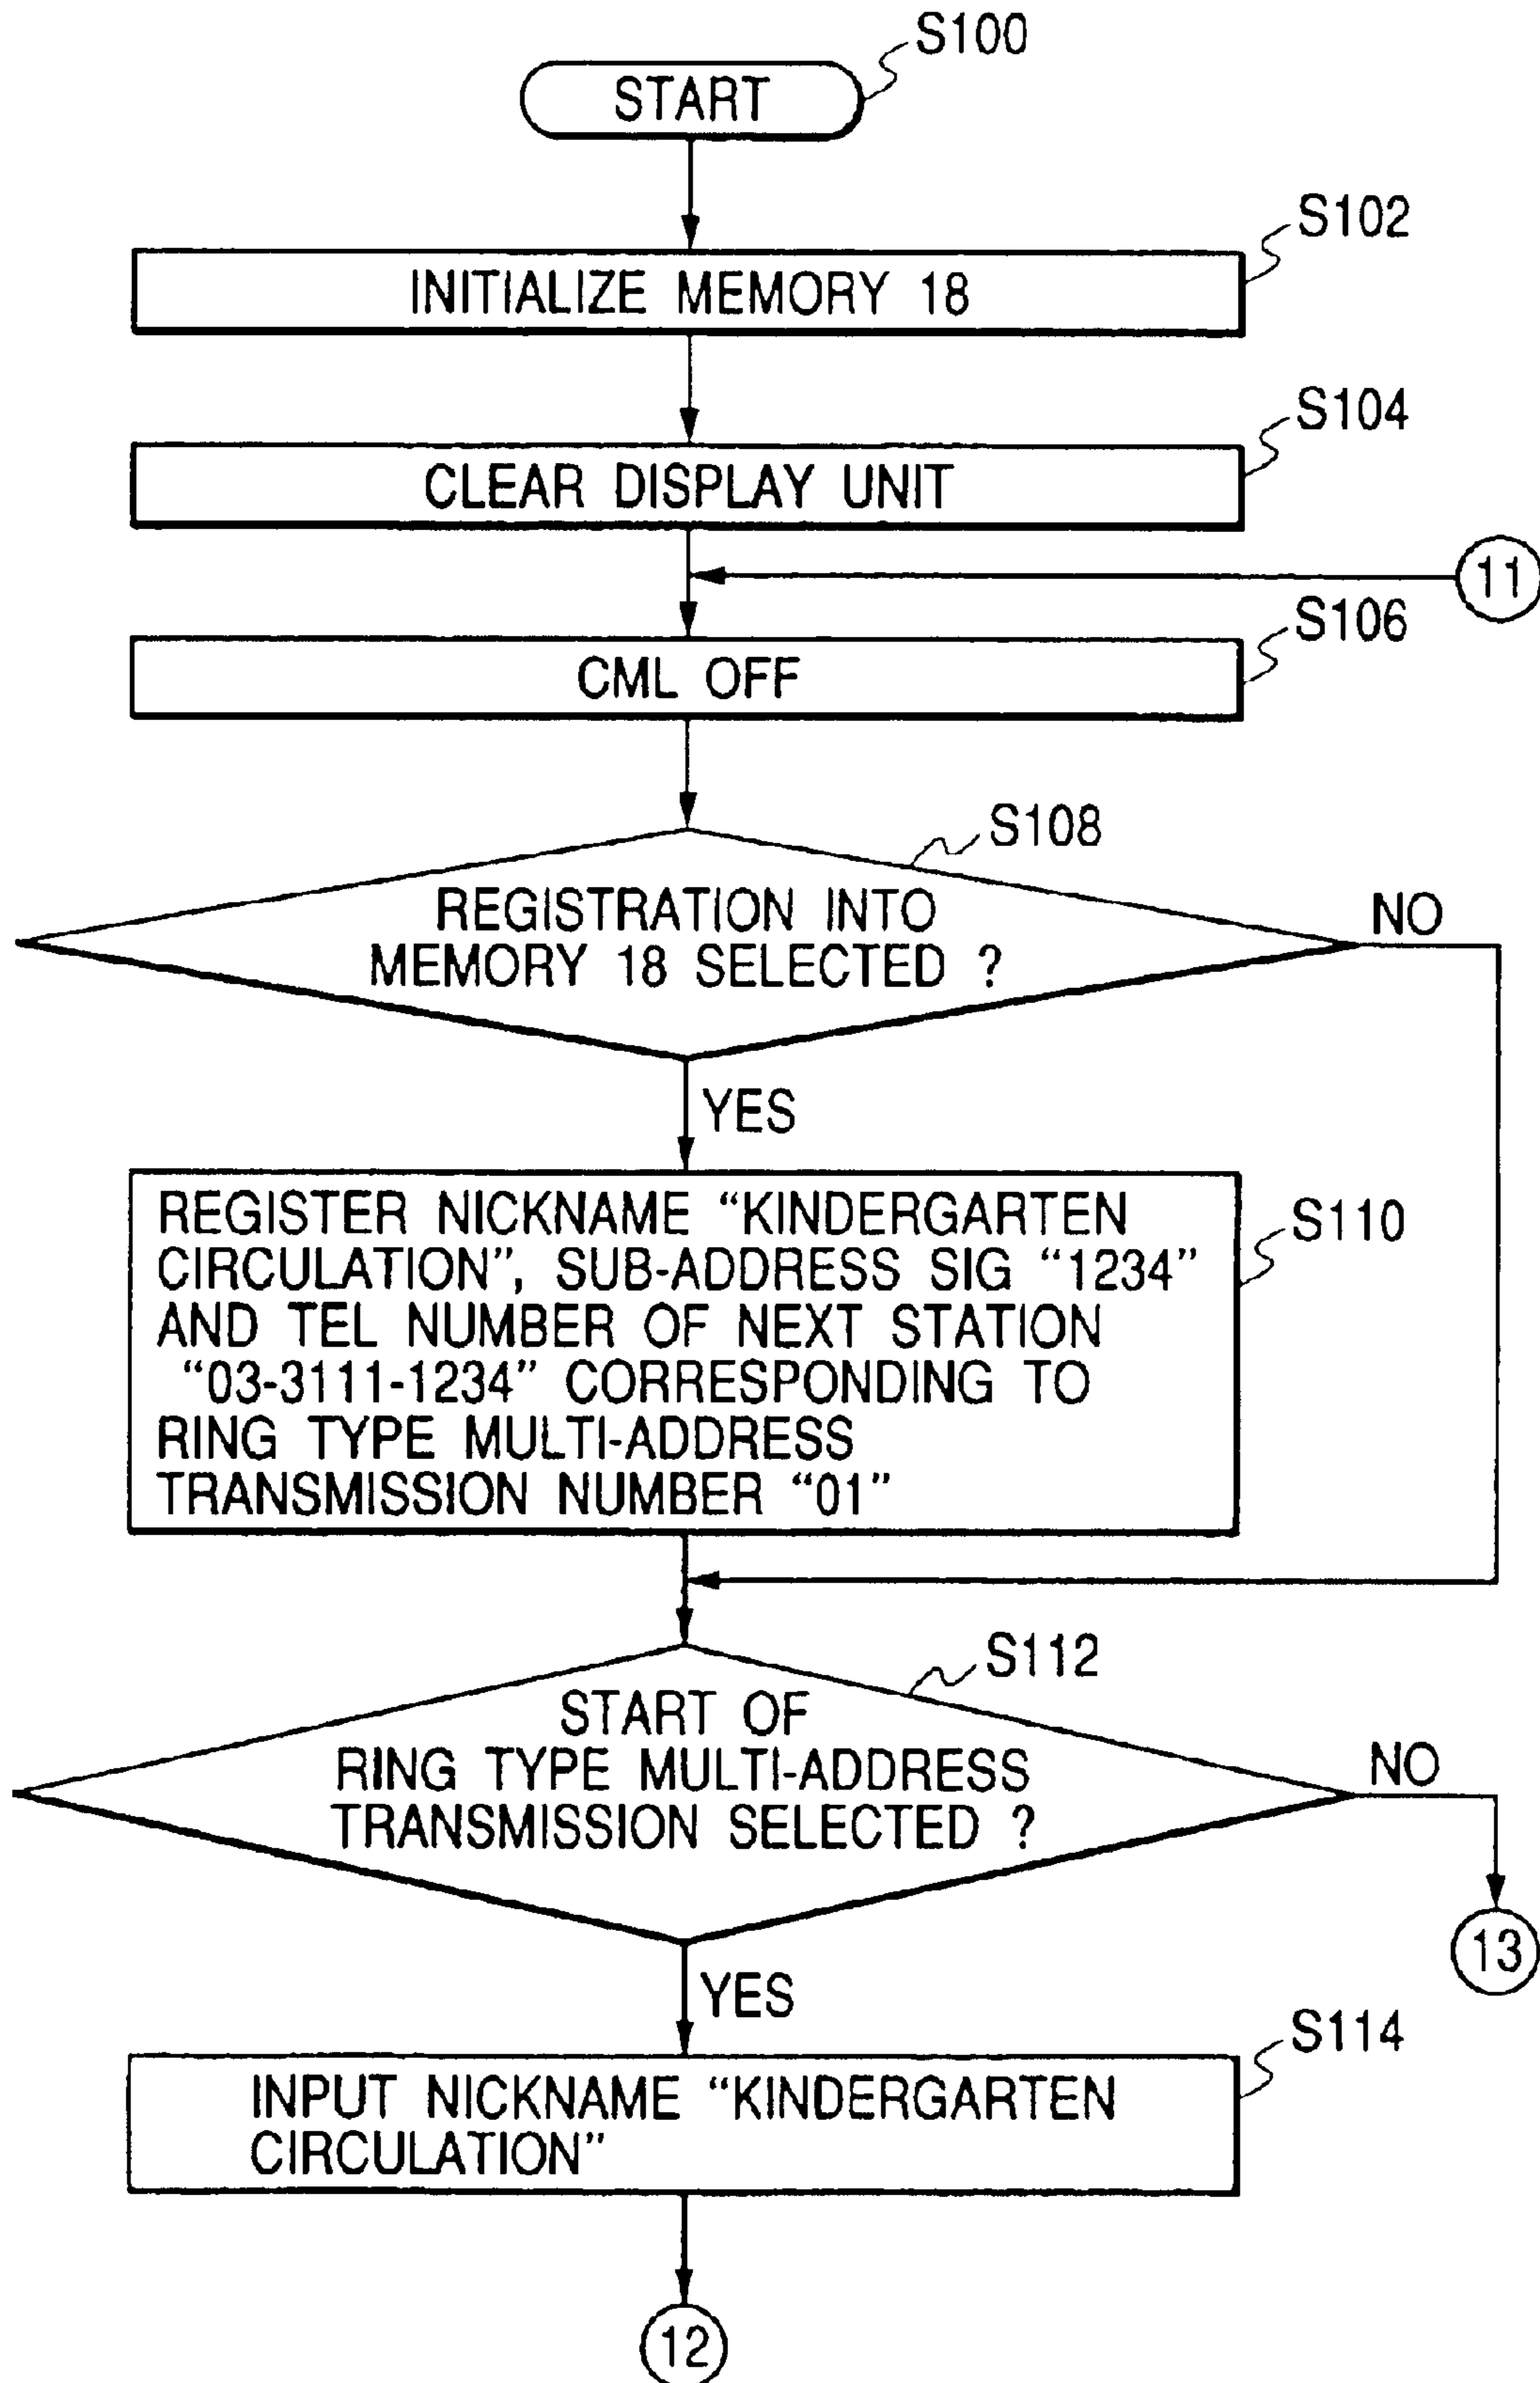 S100
START
S102
INITIALIZE MEMORY 18
S104
CLEAR DISPLAY UNIT
11
S106
CML OFF
S108
REGISTRATION INTO
MEMORY 18 SELECTED ?
NO
YES
S110
REGISTER NICKNAME “KINDERGARTEN
CIRCULATION”, SUB-ADDRESS SIG “1234”
AND TEL NUMBER OF NEXT STATION
“03-3111-1234” CORRESPONDING TO
RING TYPE MULTI-ADDRESS
TRANSMISSION NUMBER “01”
S112
START OF
RING TYPE MULTI-ADDRESS
TRANSMISSION SELECTED ?
NO
13
YES
S114
INPUT NICKNAME “KINDERGARTEN
CIRCULATION”
12